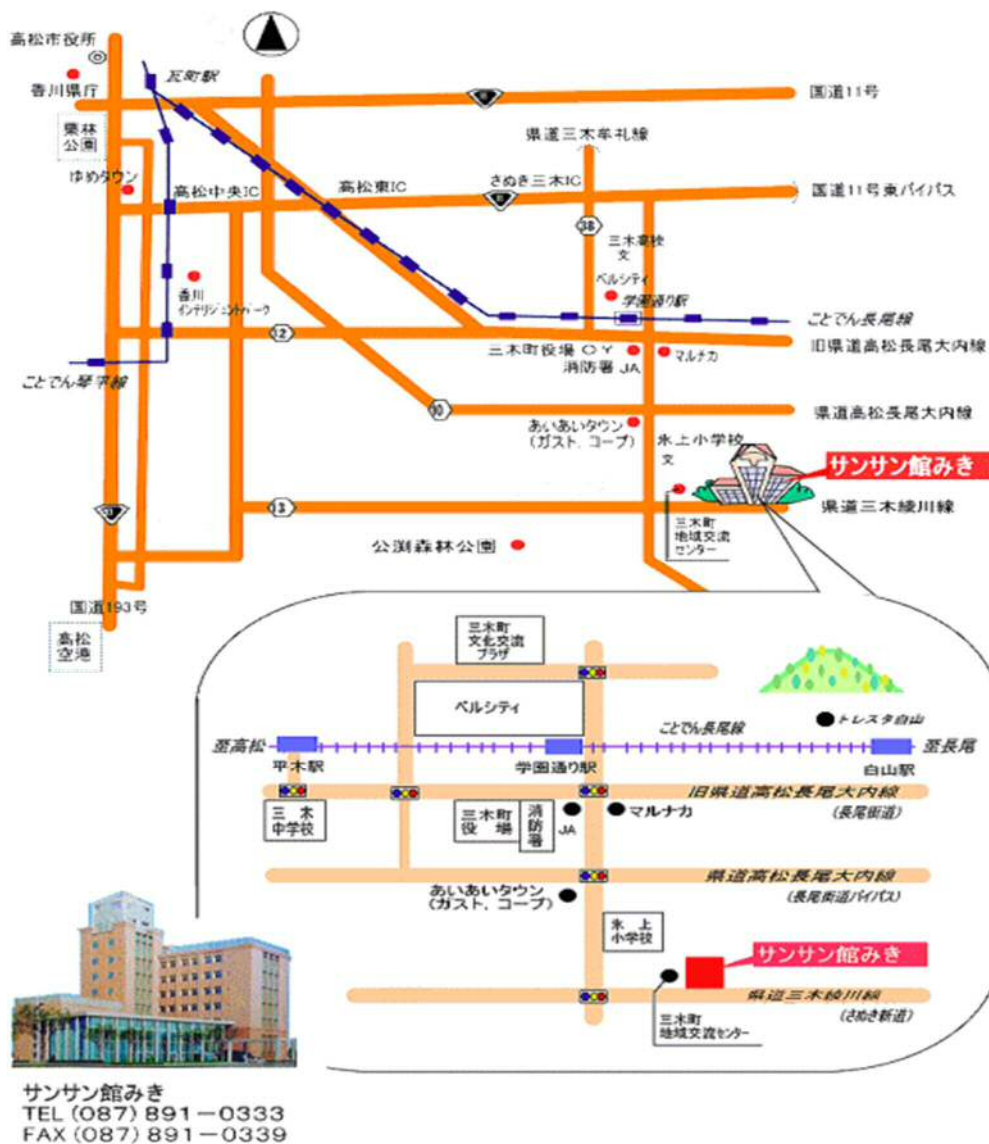 高松市役所
瓦町駅
香川県庁
国道11号
栗林
公園
県道三木牟礼線
ゆめタウン
高松中央IC
高松東IC
さぬき三木IC
国道11号東バイパス
38
三木高校
文
ベルシティ
学園通り駅
香川
インテリジェントパーク
ことでん長尾線
12
旧県道高松長尾大内線
三木町役場
消防署 JA
マルナカ
ことでん琴平線
10
県道高松長尾大内線
あいあいタウン
(ガスト、コープ)
氷上小学校
文
サンサン館みき
13
県道三木綾川線
三木町
地域交流
センター
公渕森林公園
国道193号
高松
空港
三木町
文化交流
プラザ
ベルシティ
トレスタ白山
至高松
ことでん長尾線
至長尾
平木駅
学園通り駅
白山駅
旧県道高松長尾大内線
(長尾街道)
三木
中学校
三木町
役場
消防署
JA
マルナカ
県道高松長尾大内線
(長尾街道バイパス)
あいあいタウン
(ガスト、コープ)
氷上
小学校
サンサン館みき
県道三木綾川線
(さぬき新道)
三木町
地域交流センター
サンサン館みき
TEL (087) 891-0333
FAX (087) 891-0339